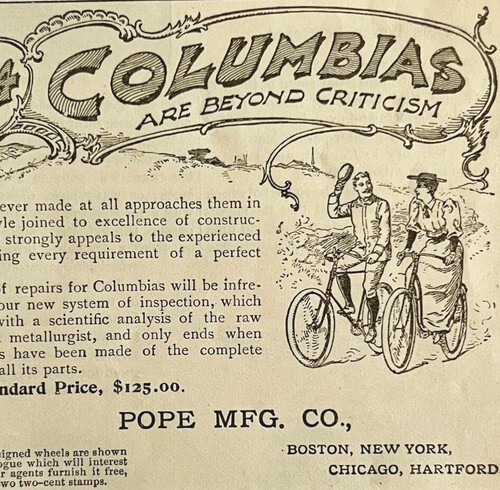 4 COLUMBIAS
ARE BEYOND CRITICISM
ever made at all approaches them in
yle joined to excellence of construc-
strongly appeals to the experienced
ing every requirement of a perfect
of repairs for Columbias will be infre-
our new system of inspection, which
with a scientific analysis of the raw
metallurgist, and only ends when
s have been made of the complete
all its parts.
ndard Price, $125.00.
POPE MFG. CO.,
BOSTON, NEW YORK,
CHICAGO, HARTFORD.
signed wheels are shown
ogue which will interest
r agents furnish it free,
two two-cent stamps.